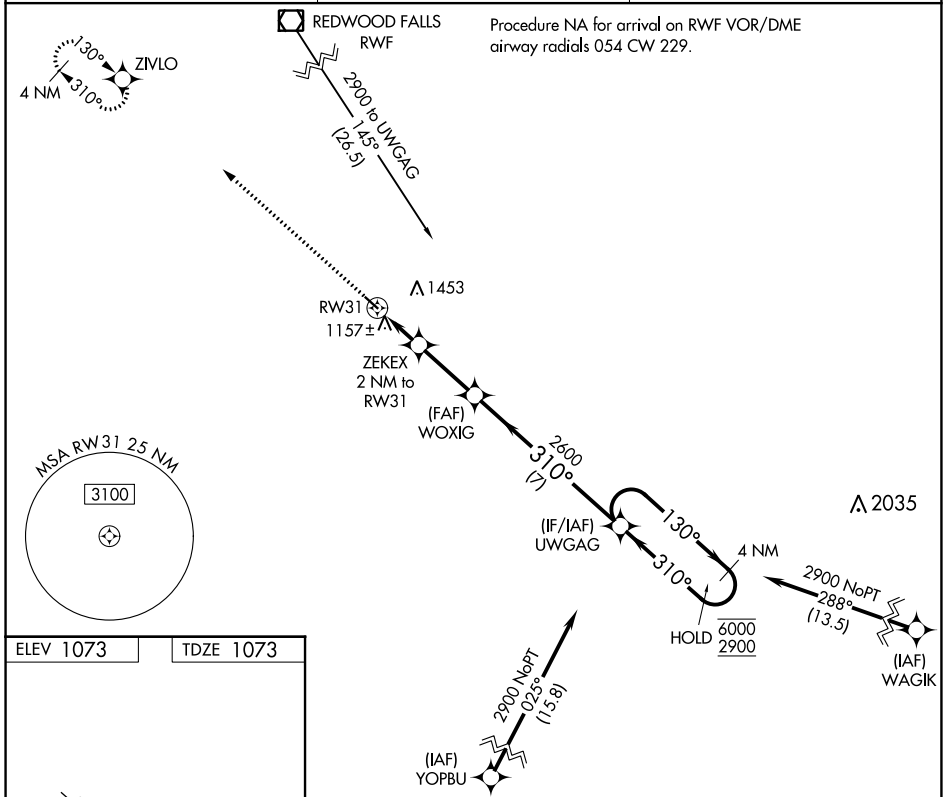 REDWOOD FALLS
RWF
Procedure NA for arrival on RWF VOR/DME
airway radials 054 CW 229.
130°
ZIVLO
4 NM
310°
2900 to UWGAG
145°
(26.5)
1453
RW31
1157±
ZEKEX
2 NM to
RW31
(FAF)
WOXIG
2600
310°
(7)
MSA RW31 25 NM
3100
(IF/IAF)
UWGAG
130°
310°
4 NM
2035
HOLD
6000
2900
2900 NoPT
288°
(13.5)
(IAF)
WAGIK
2900 NoPT
025°
(15.8)
(IAF)
YOPBU
ELEV 1073
TDZE 1073